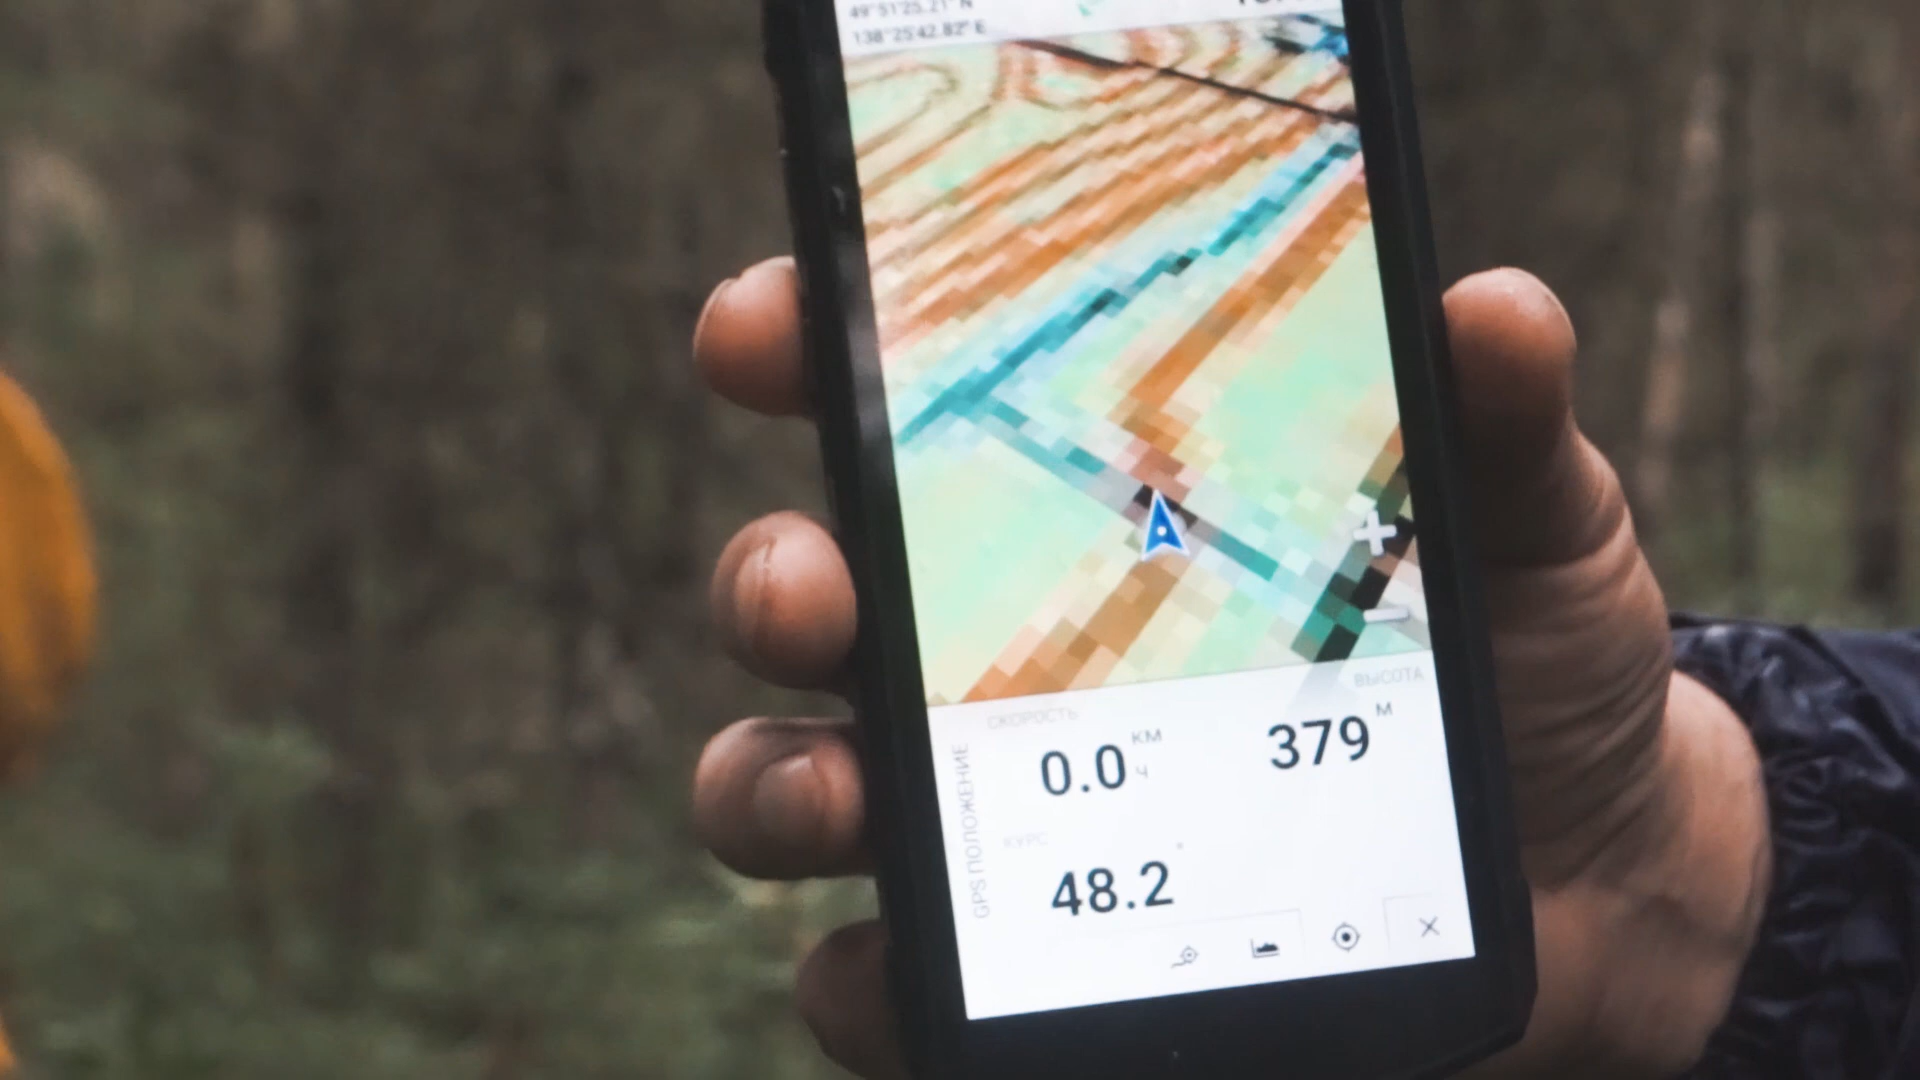 49°51'25.21" N
138°25'42.82" E
ВЫСОТА
СКОРОСТЬ
0.0 КМ Ч
379 М
GPS ПОЛОЖЕНИЕ
КУРС
48.2°